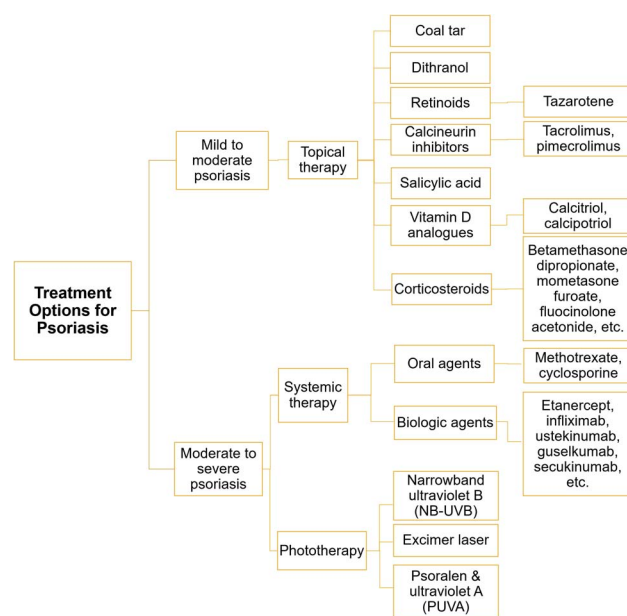 Treatment
Options for
Psoriasis
Mild to
moderate
psoriasis
Topical
therapy
Coal tar
Dithranol
Retinoids
Tazarotene
Calcineurin
inhibitors
Tacrolimus,
pimecrolimus
Salicylic acid
Vitamin D
analogues
Calcitriol,
calcipotriol
Corticosteroids
Betamethasone
dipropionate,
mometasone
furoate,
fluocinolone
acetonide, etc.
Moderate to
severe
psoriasis
Systemic
therapy
Oral agents
Methotrexate,
cyclosporine
Biologic agents
Etanercept,
infliximab,
ustekinumab,
guselkumab,
secukinumab,
etc.
Phototherapy
Narrowband
ultraviolet B
(NB-UVB)
Excimer laser
Psoralen &
ultraviolet A
(PUVA)